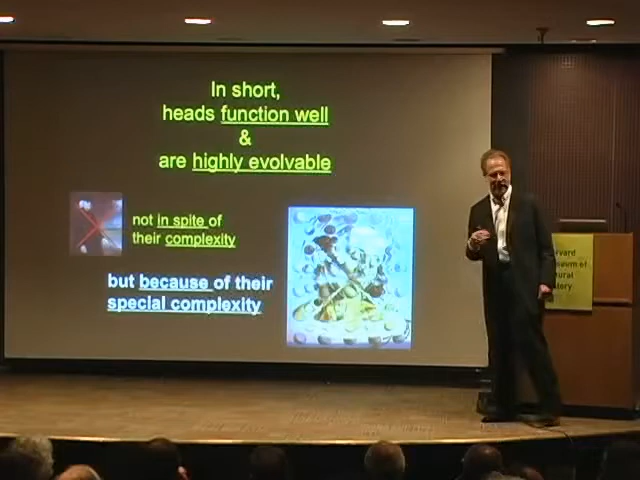 In short,
heads function well
&
are highly evolvable
not in spite of
their complexity
but because of their
special complexity